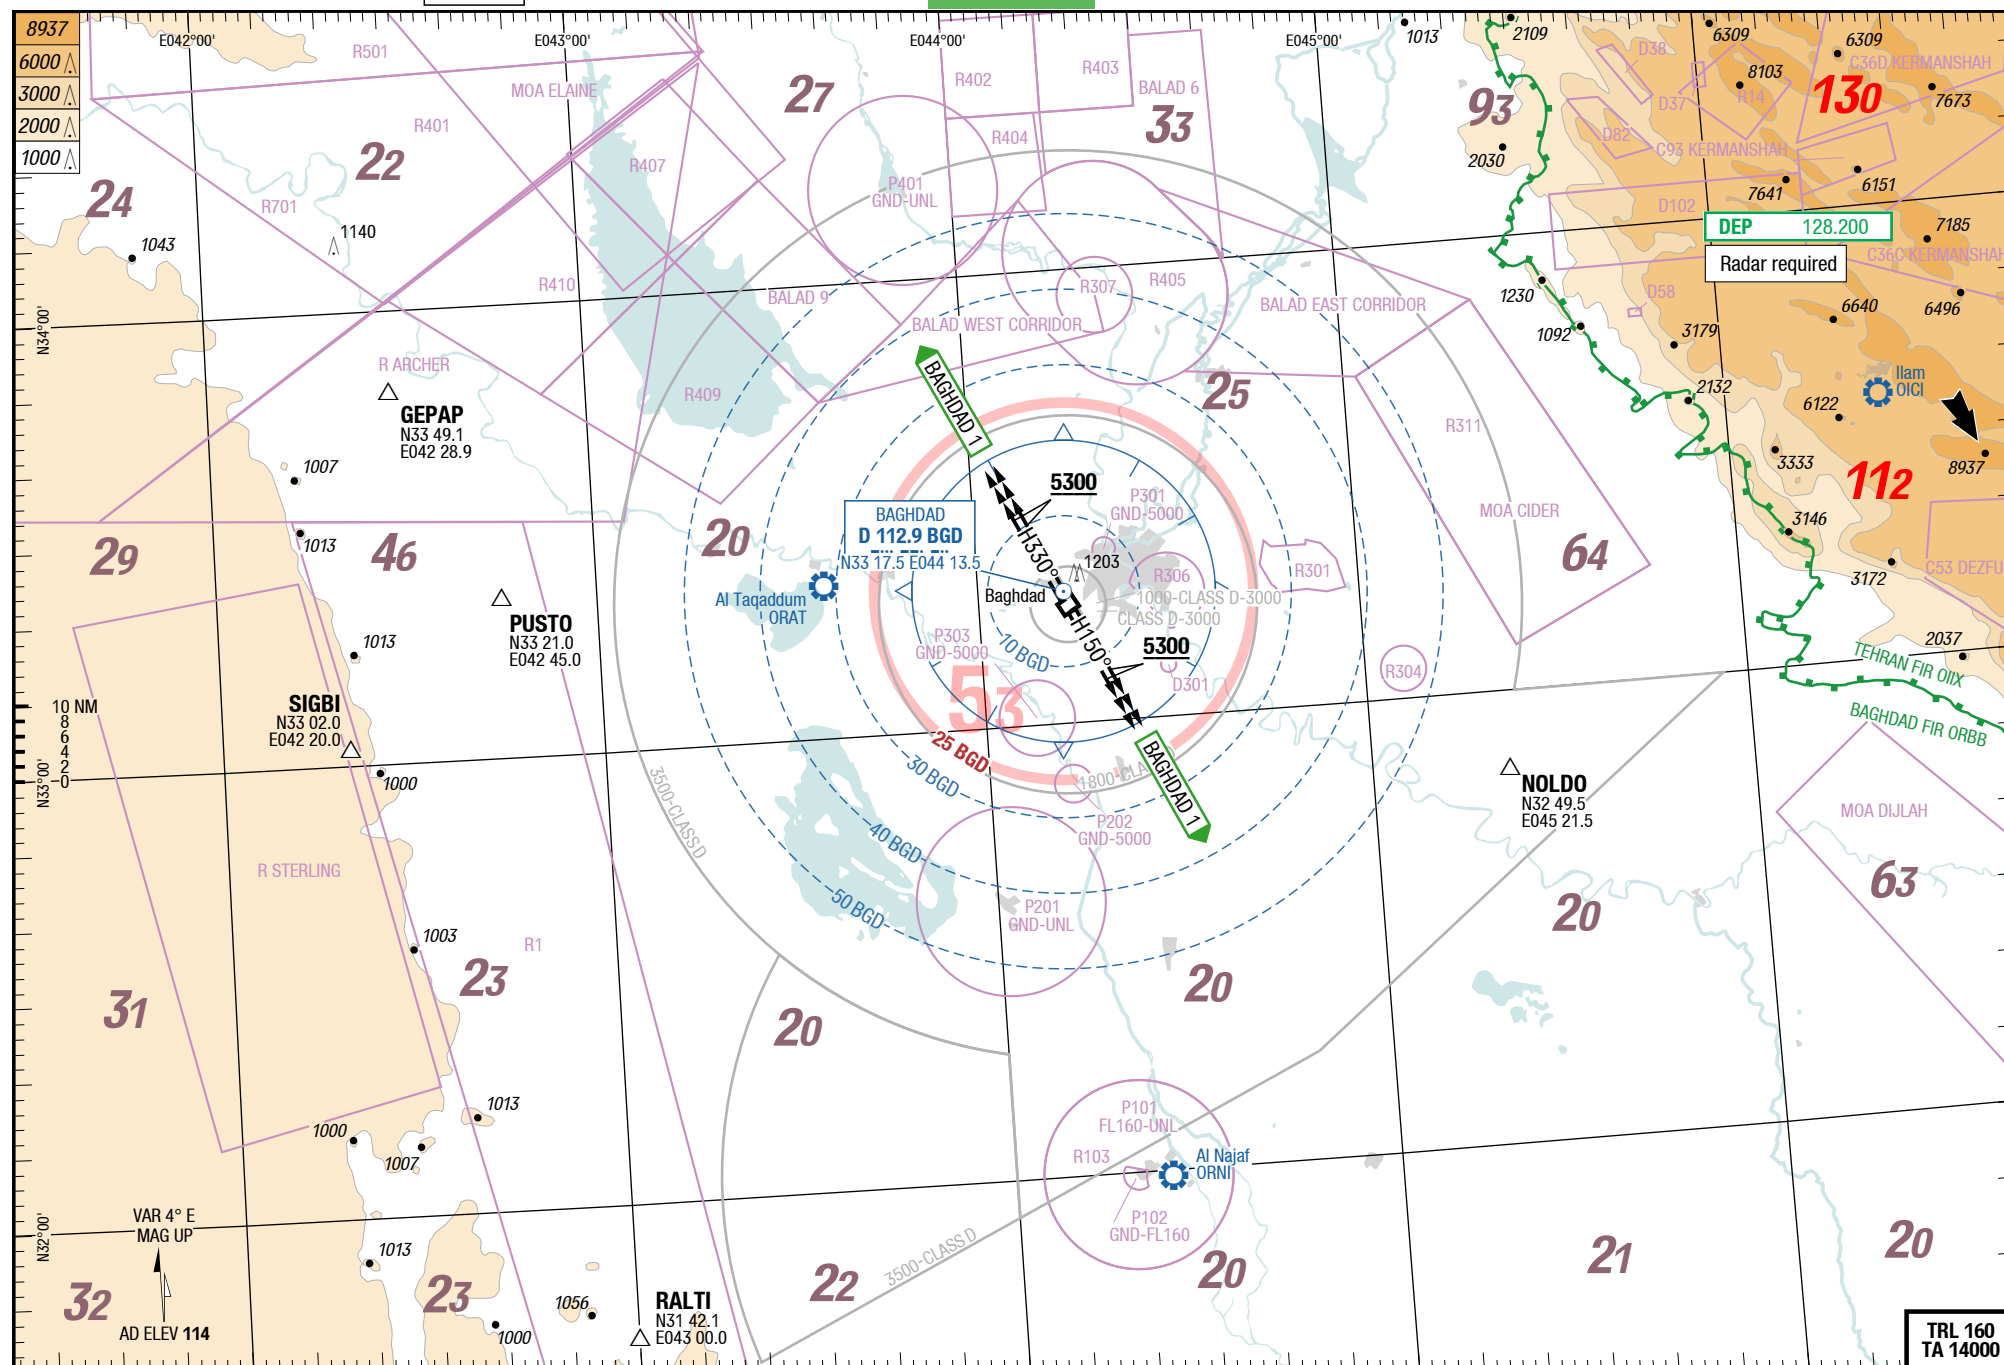 8937
6000
3000
2000
1000
E042°00'
E043°00'
E044°00'
E045°00'
R501
MOA ELAINE
R401
22
24
R701
1140
1043
R407
R410
27
P401
GND-UNL
R402
R403
R404
BALAD 6
33
BALAD 9
BALAD WEST CORRIDOR
R307
R405
BALAD EAST CORRIDOR
1013
2109
93
2030
6309
D38
8103
D37
R14
D82
6309
C36D KERMANSHAH
130
7673
C93 KERMANSHAH
7641
6151
D102
DEP 128.200
7185
Radar required
C36C KERMANSHAH
1230
D58
6640
6496
1092
3179
2132
Ilam
OICI
6122
3333
112
8937
3146
3172
C53 DEZFU
2037
N34°00'
R ARCHER
GEPAP
N33 49.1
E042 28.9
R409
BAGHDAD 1
25
R311
MOA CIDER
64
1007
1013
29
46
20
5300
P301
GND-5000
BAGHDAD
D 112.9 BGD
N33 17.5 E044 13.5
H330°
1203
R306
R301
Al Taqaddum
ORAT
Baghdad
1000-CLASS D-3000
CLASS D-3000
PUSTO
N33 21.0
E042 45.0
1013
P303
GND-5000
10 BGD
H150°
5300
D301
R304
53
TEHRAN FIR OIIX
BAGHDAD FIR ORBB
SIGBI
N33 02.0
E042 20.0
10 NM
8
6
4
2
0
N33°00'
1000
25 BGD
30 BGD
1800-CLA
BAGHDAD 1
3500-CLASS D
P202
GND-5000
NOLDO
N32 49.5
E045 21.5
MOA DIJLAH
63
40 BGD
50 BGD
P201
GND-UNL
R STERLING
R1
1003
23
31
20
20
20
1013
1000
1007
P101
FL160-UNL
R103
Al Najaf
ORNI
P102
GND-FL160
N32°00'
VAR 4° E
MAG UP
1013
32
AD ELEV 114
23
1056
1000
RALTI
N31 42.1
E043 00.0
22
3500-CLASS D
20
21
20
TRL 160
TA 14000